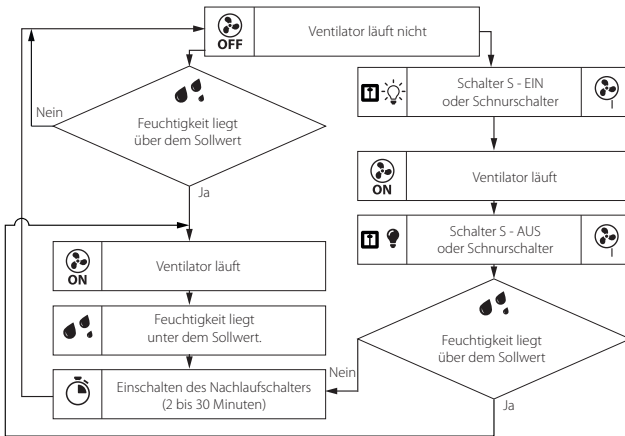 OFF
Ventilator läuft nicht
Nein
Feuchtigkeit liegt
über dem Sollwert
Ja
Schalter S - EIN
oder Schnurschalter
ON
Ventilator läuft
Schalter S - AUS
oder Schnurschalter
ON
Ventilator läuft
Feuchtigkeit liegt
unter dem Sollwert.
Feuchtigkeit liegt
über dem Sollwert
Nein
Einschalten des Nachlaufschalters
(2 bis 30 Minuten)
Ja